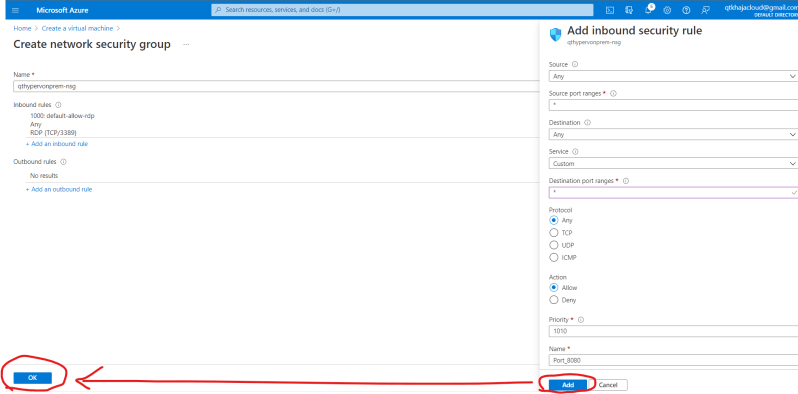 Microsoft Azure
Search resources, services, and docs (G+/)
qtkhajacloud@gmail.com
DEFAULT DIRECTORY
Home > Create a virtual machine >
Create network security group ...
Name *
qthypervonprem-nsg
Inbound rules
1000: default-allow-rdp
Any
RDP (TCP/3389)
+ Add an inbound rule
Outbound rules
No results
+ Add an outbound rule
OK
Add inbound security rule
qthypervonprem-nsg
Source
Any
Source port ranges *
*
Destination
Any
Service
Custom
Destination port ranges *
*
Protocol
Any
TCP
UDP
ICMP
Action
Allow
Deny
Priority *
1010
Name *
Port_8080
Add
Cancel